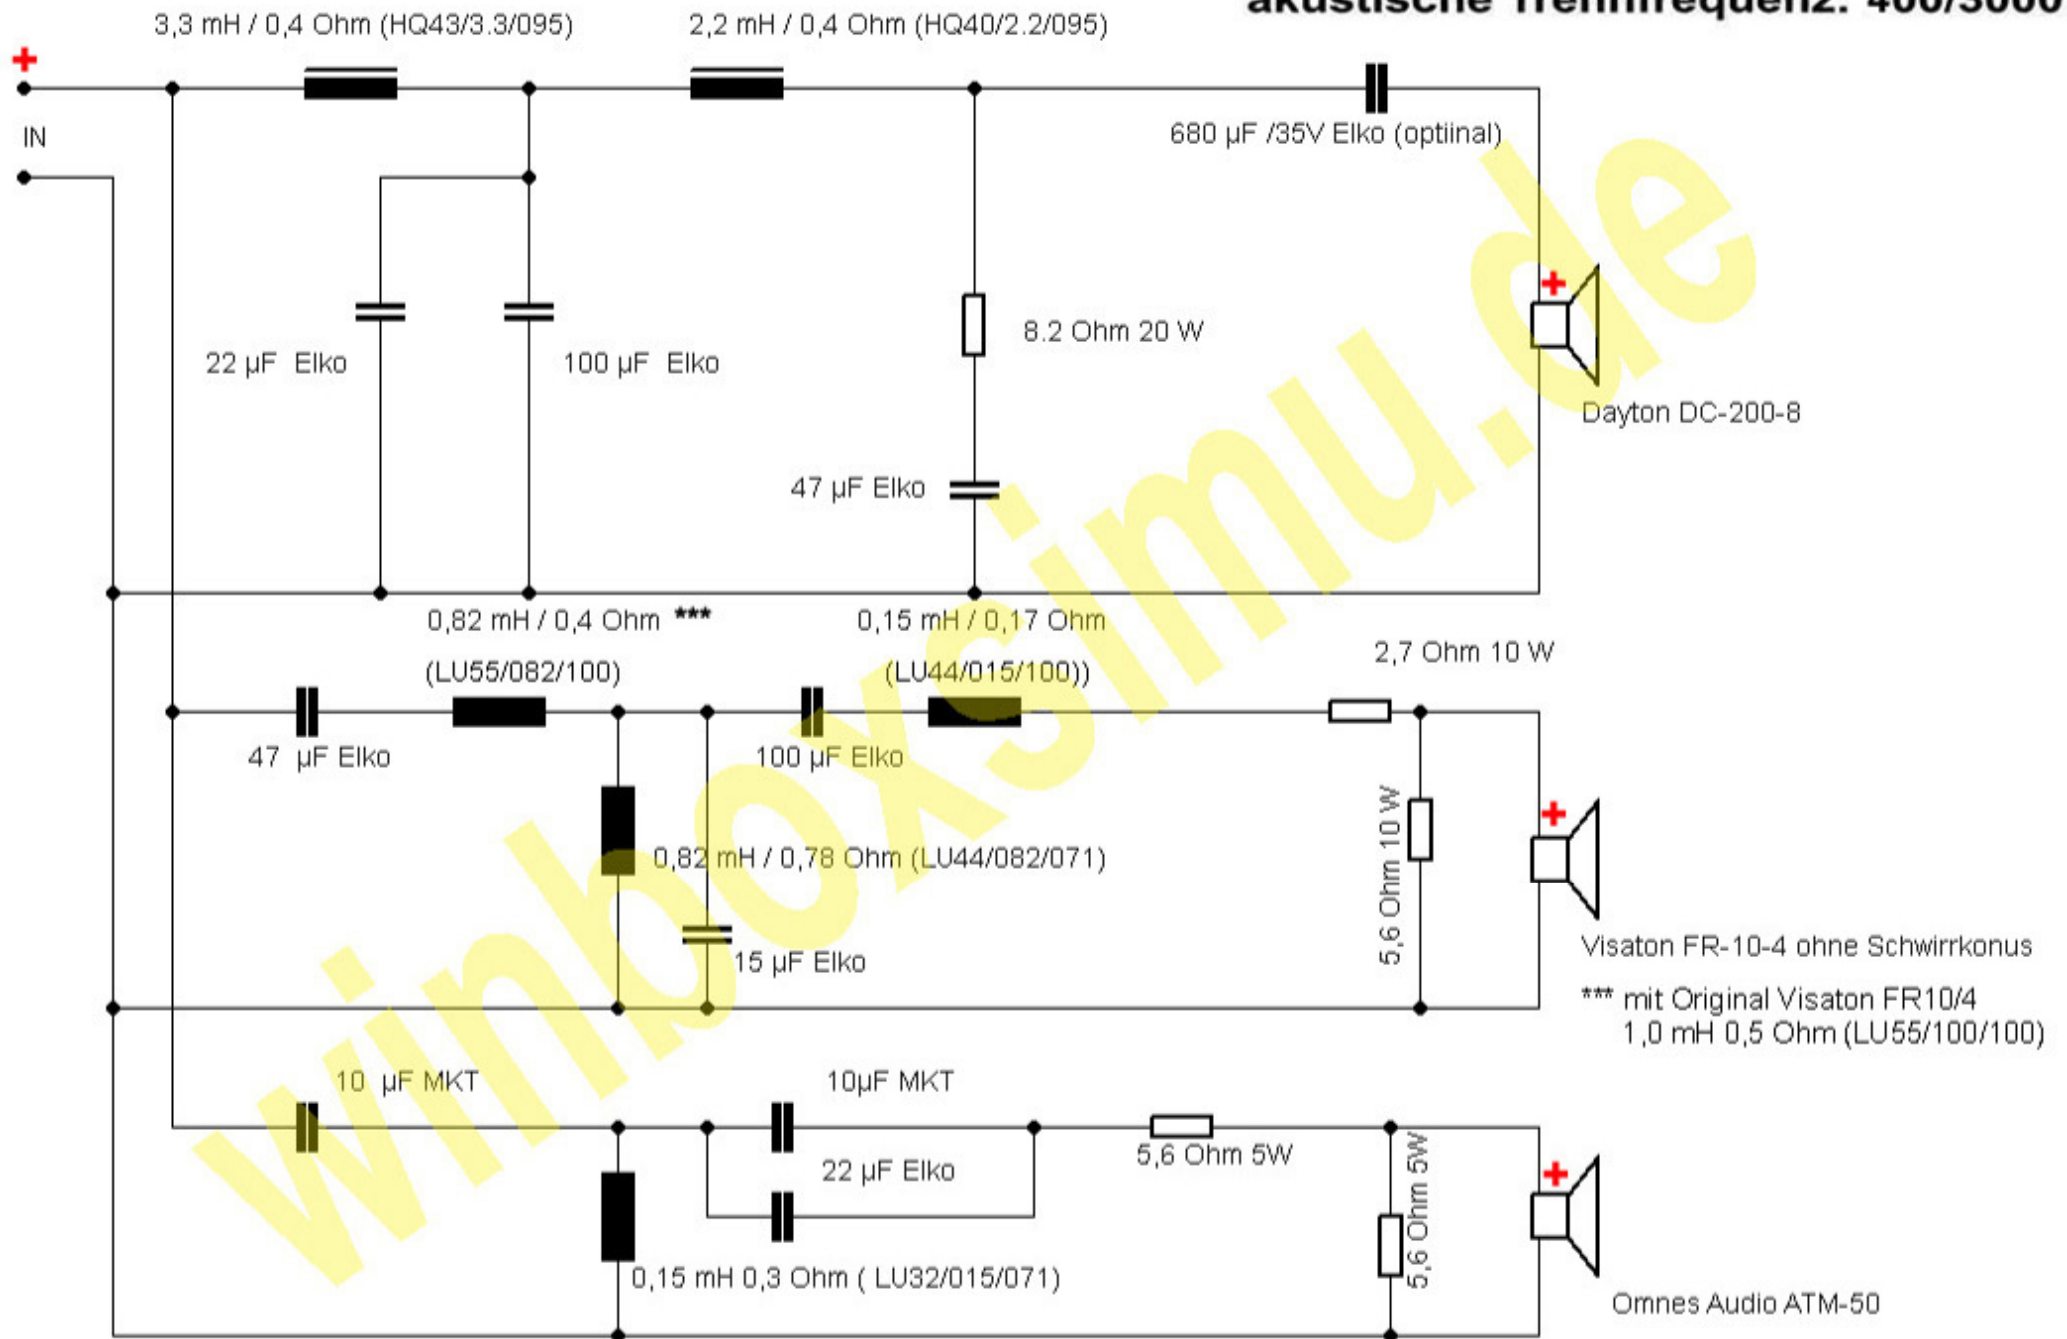 akustische Trennfrequenz: 400/3000
3,3 mH / 0,4 Ohm (HQ43/3.3/095)
2,2 mH / 0,4 Ohm (HQ40/2.2/095)
+
IN
680 µF /35V Elko (optiinal)
+
8.2 Ohm 20 W
22 µF Elko
100 µF Elko
Dayton DC-200-8
47 µF Elko
0,82 mH / 0,4 Ohm ***
(LU55/082/100)
0,15 mH / 0,17 Ohm
(LU44/015/100))
2,7 Ohm 10 W
47 µF Elko
100 µF Elko
5,6 Ohm 10 W
+
0,82 mH / 0,78 Ohm (LU44/082/071)
15 µF Elko
Visaton FR-10-4 ohne Schwirrkonus
*** mit Original Visaton FR10/4
1,0 mH 0,5 Ohm (LU55/100/100)
10 µF MKT
10µF MKT
22 µF Elko
5,6 Ohm 5W
5,6 Ohm 5W
+
0,15 mH 0,3 Ohm ( LU32/015/071)
Omnes Audio ATM-50
winboxsimu.de